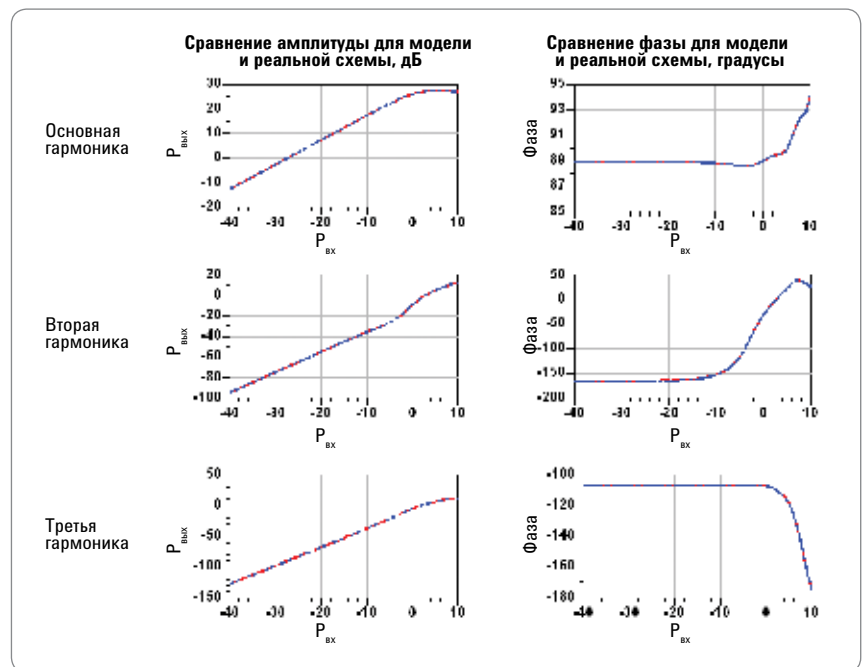 Сравнение амплитуды для модели
и реальной схемы, дБ
Сравнение фазы для модели
и реальной схемы, градусы
Основная
гармоника
Pвых
30
20
10
0
-10
-20
-40 -30 -20 -10 0 10
Pвх
Фаза
95
93
91
89
87
85
-40 -30 -20 -10 0 10
Pвх
Вторая
гармоника
Pвых
20
0
-20
-40
-60
-80
-100
-40 -30 -20 -10 0 10
Pвх
Фаза
50
0
-50
-100
-150
-200
-40 -30 -20 -10 0 10
Pвх
Третья
гармоника
Pвых
50
0
-50
-100
-150
-40 -30 -20 -10 0 10
Pвх
Фаза
-100
-120
-140
-160
-180
-40 -30 -20 -10 0 10
Pвх